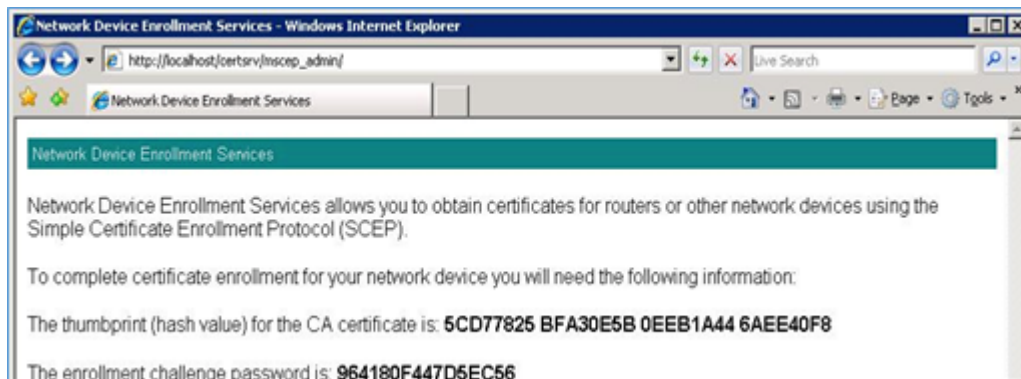 Network Device Enrollment Services - Windows Internet Explorer
http://localhost/certsrv/mscep_admin/
Live Search
Network Device Enrollment Services
Page
Tools
Network Device Enrollment Services
Network Device Enrollment Services allows you to obtain certificates for routers or other network devices using the
Simple Certificate Enrollment Protocol (SCEP).
To complete certificate enrollment for your network device you will need the following information:
The thumbprint (hash value) for the CA certificate is: 5CD77825 BFA30E5B 0EEB1A44 6AEE40F8
The enrollment challenge password is: 964180F447D5EC56